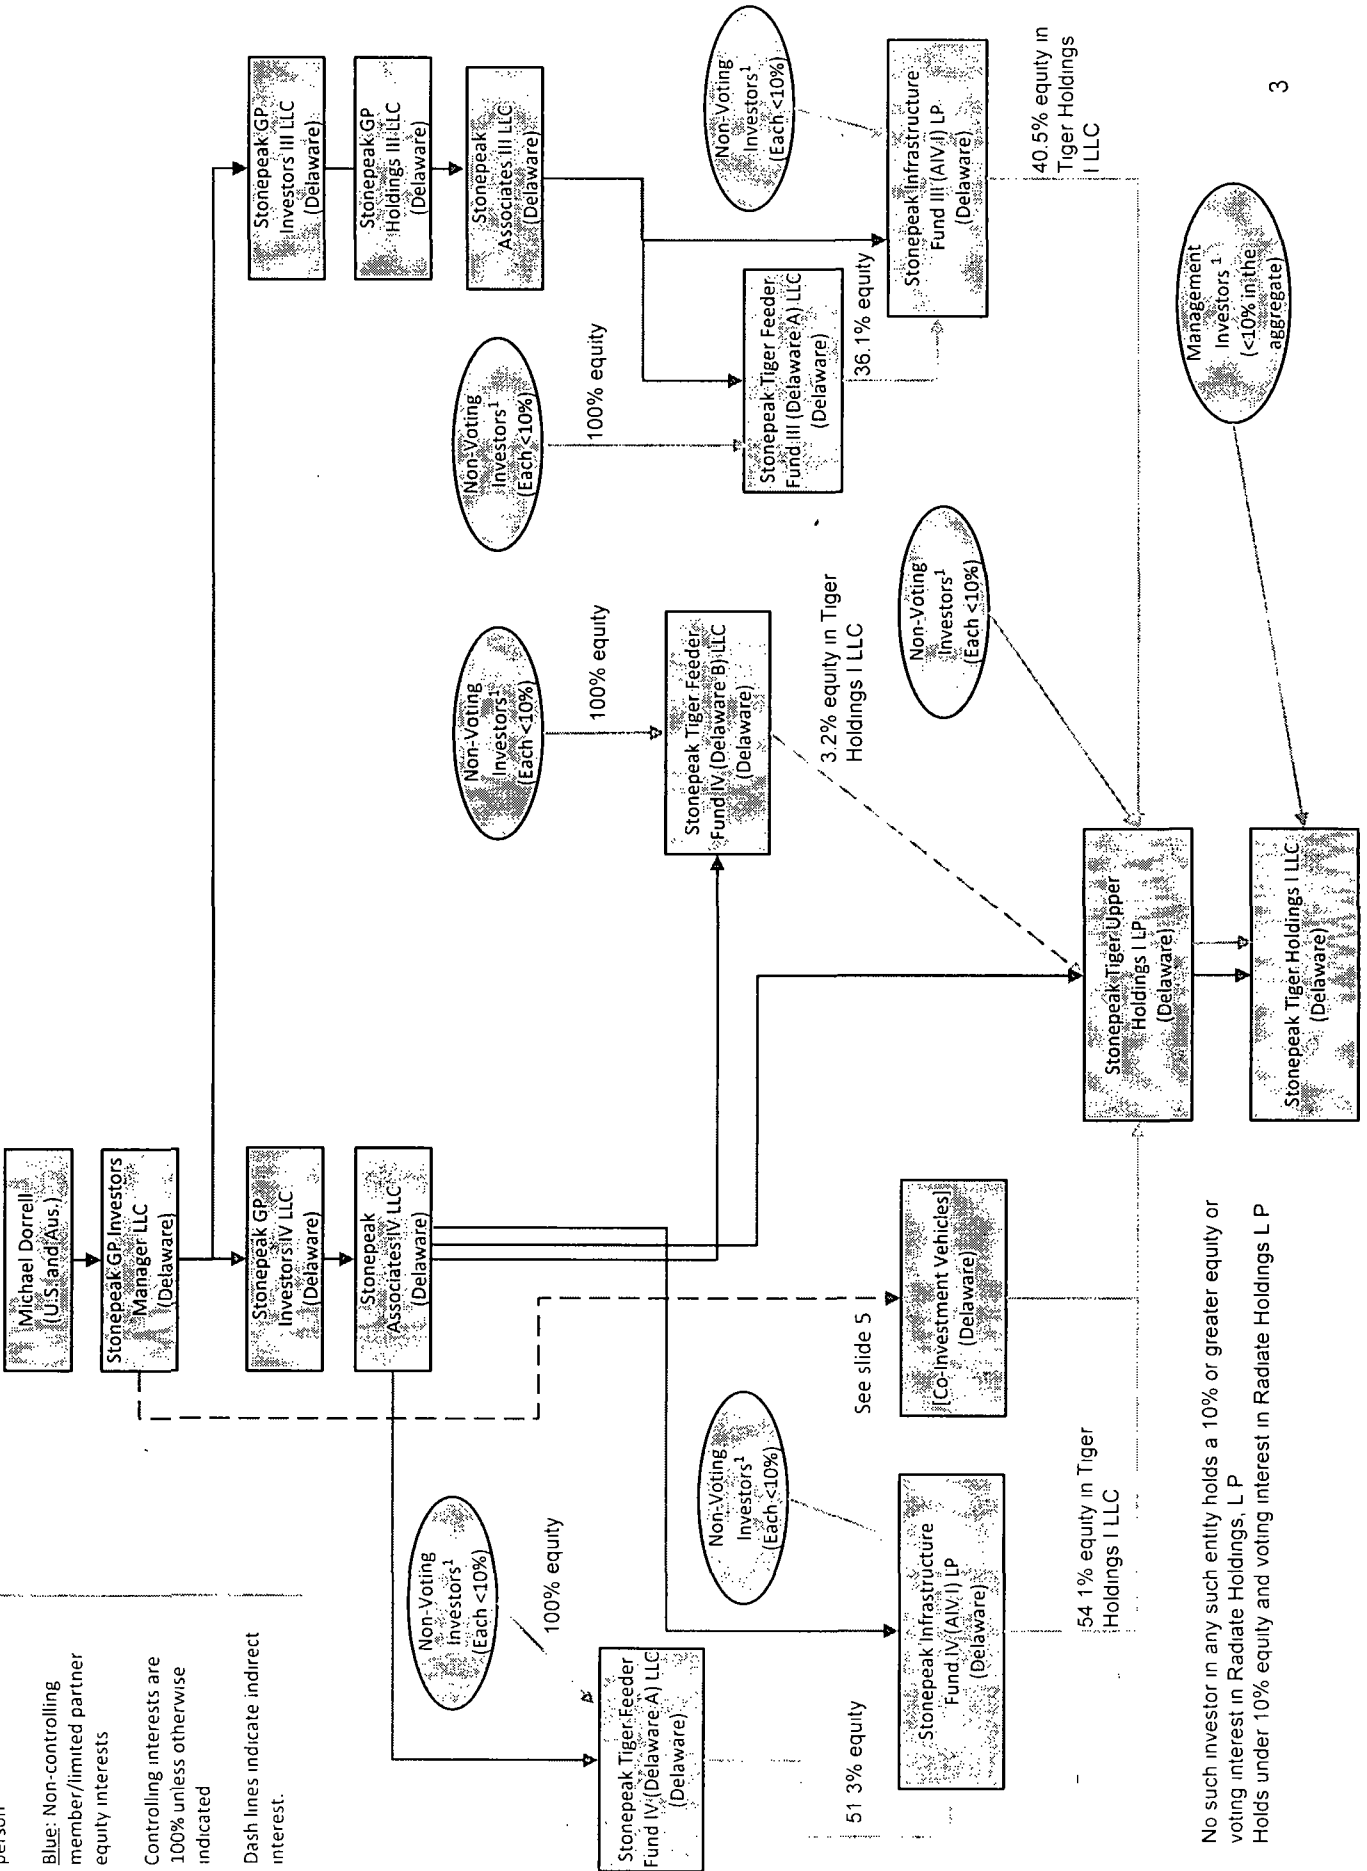 person
Blue: Non-controlling
member/limited partner
equity interests
Controlling interests are
100% unless otherwise
indicated
Dash lines indicate indirect
interest.
Michael Dorrell
(U.S. and Aus.)
Stonepeak GP Investors
Manager LLC
(Delaware)
Stonepeak GP
Investors IV LLC
(Delaware)
Stonepeak
Associates IV LLC
(Delaware)
Stonepeak GP
Investors III LLC
(Delaware)
Stonepeak GP
Holdings III LLC
(Delaware)
Stonepeak
Associates III LLC
(Delaware)
Non-Voting
Investors1
(Each <10%)
100% equity
Stonepeak Tiger Feeder
Fund IV (Delaware A) LLC
(Delaware)
51 3% equity
Non-Voting
Investors1
(Each <10%)
Stonepeak Infrastructure
Fund IV (AIV I) LP
(Delaware)
54 1% equity in Tiger
Holdings I LLC
See slide 5
[Co-Investment Vehicles]
(Delaware)
Non-Voting
Investors1
(Each <10%)
100% equity
Stonepeak Tiger Feeder
Fund IV (Delaware B) LLC
(Delaware)
3.2% equity in Tiger
Holdings I LLC
Non-Voting
Investors1
(Each <10%)
100% equity
Stonepeak Tiger Feeder
Fund III (Delaware A) LLC
(Delaware)
36.1% equity
Non-Voting
Investors1
(Each <10%)
Stonepeak Infrastructure
Fund III (AIV I) LP
(Delaware)
40.5% equity in
Tiger Holdings
I LLC
Non-Voting
Investors1
(Each <10%)
Stonepeak Tiger Upper
Holdings I LP
(Delaware)
Management
Investors 1
(<10% in the
aggregate)
Stonepeak Tiger Holdings I LLC
(Delaware)
No such investor in any such entity holds a 10% or greater equity or
voting interest in Radiate Holdings, L P
Holds under 10% equity and voting interest in Radiate Holdings L P
3